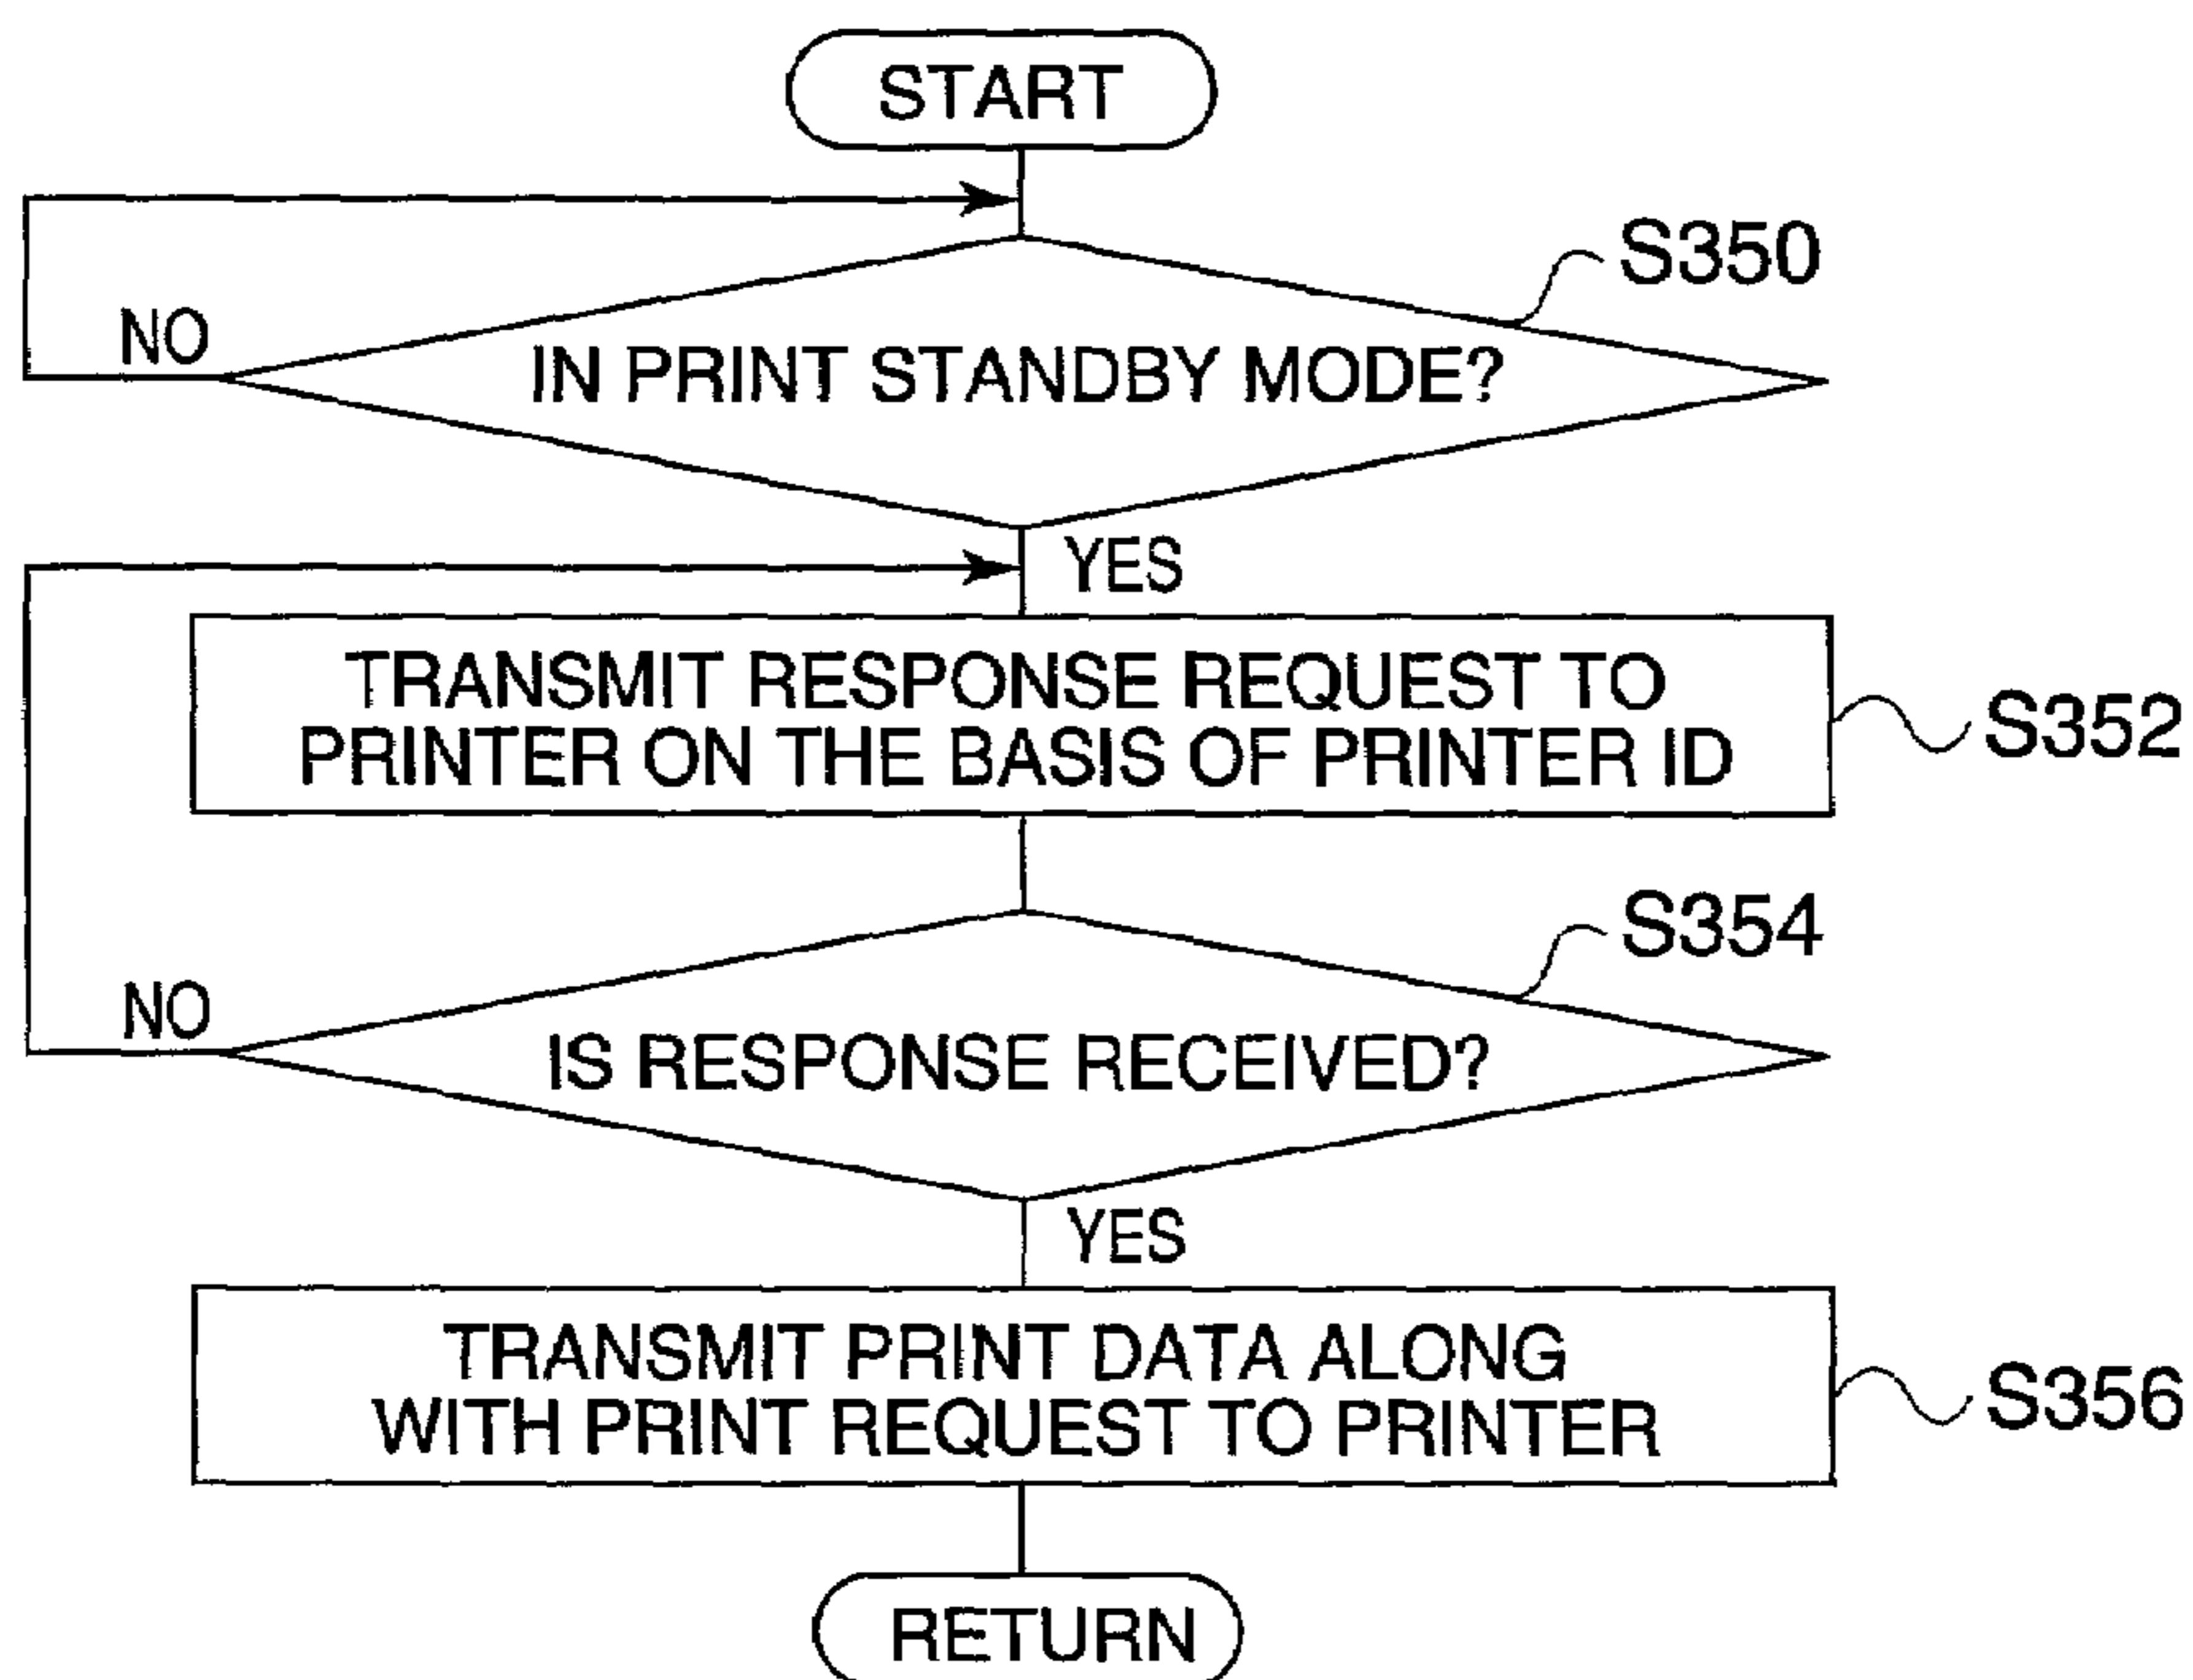 START
S350
NO
IN PRINT STANDBY MODE?
YES
TRANSMIT RESPONSE REQUEST TO
PRINTER ON THE BASIS OF PRINTER ID
S352
S354
NO
IS RESPONSE RECEIVED?
YES
TRANSMIT PRINT DATA ALONG
WITH PRINT REQUEST TO PRINTER
S356
RETURN